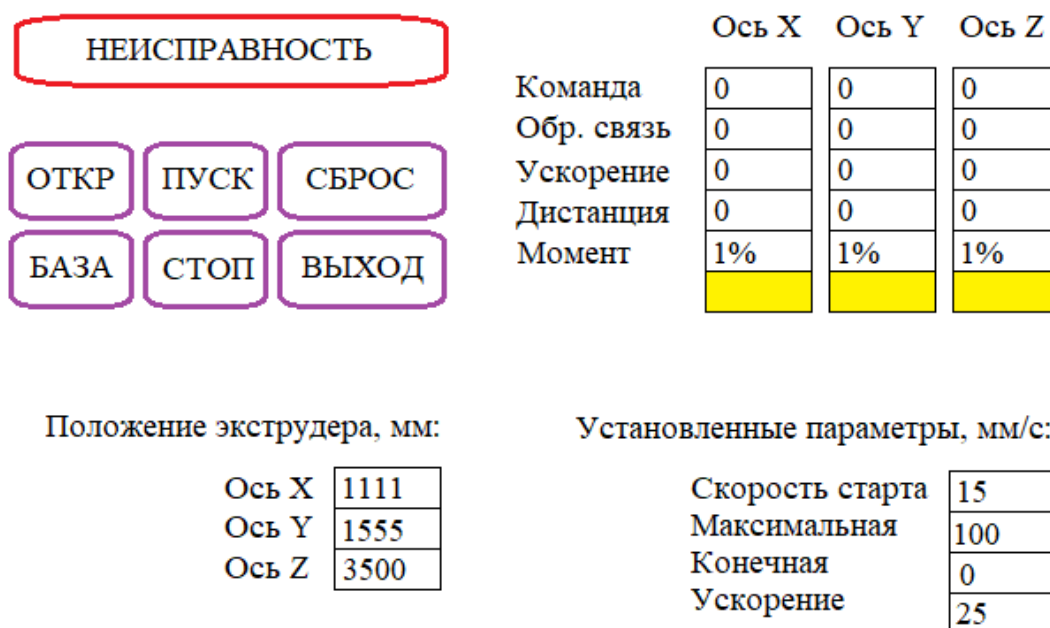 НЕИСПРАВНОСТЬ
ОТКР ПУСК СБРОС
БАЗА СТОП ВЫХОД
Ось X Ось Y Ось Z
Команда 0 0 0
Обр. связь 0 0 0
Ускорение 0 0 0
Дистанция 0 0 0
Момент 1% 1% 1%
Положение экструдера, мм:
Ось X 1111
Ось Y 1555
Ось Z 3500
Установленные параметры, мм/с:
Скорость старта 15
Максимальная 100
Конечная 0
Ускорение 25